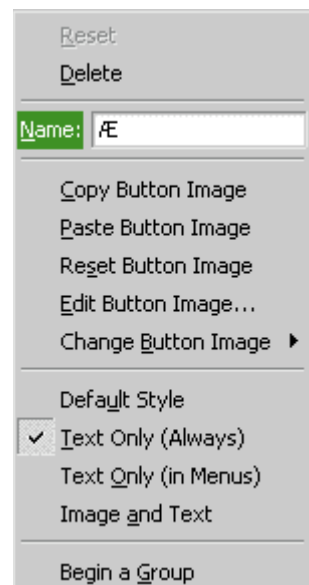 Reset
Delete
Name: Æ
Copy Button Image
Paste Button Image
Reset Button Image
Edit Button Image...
Change Button Image
Default Style
Text Only (Always)
Text Only (in Menus)
Image and Text
Begin a Group